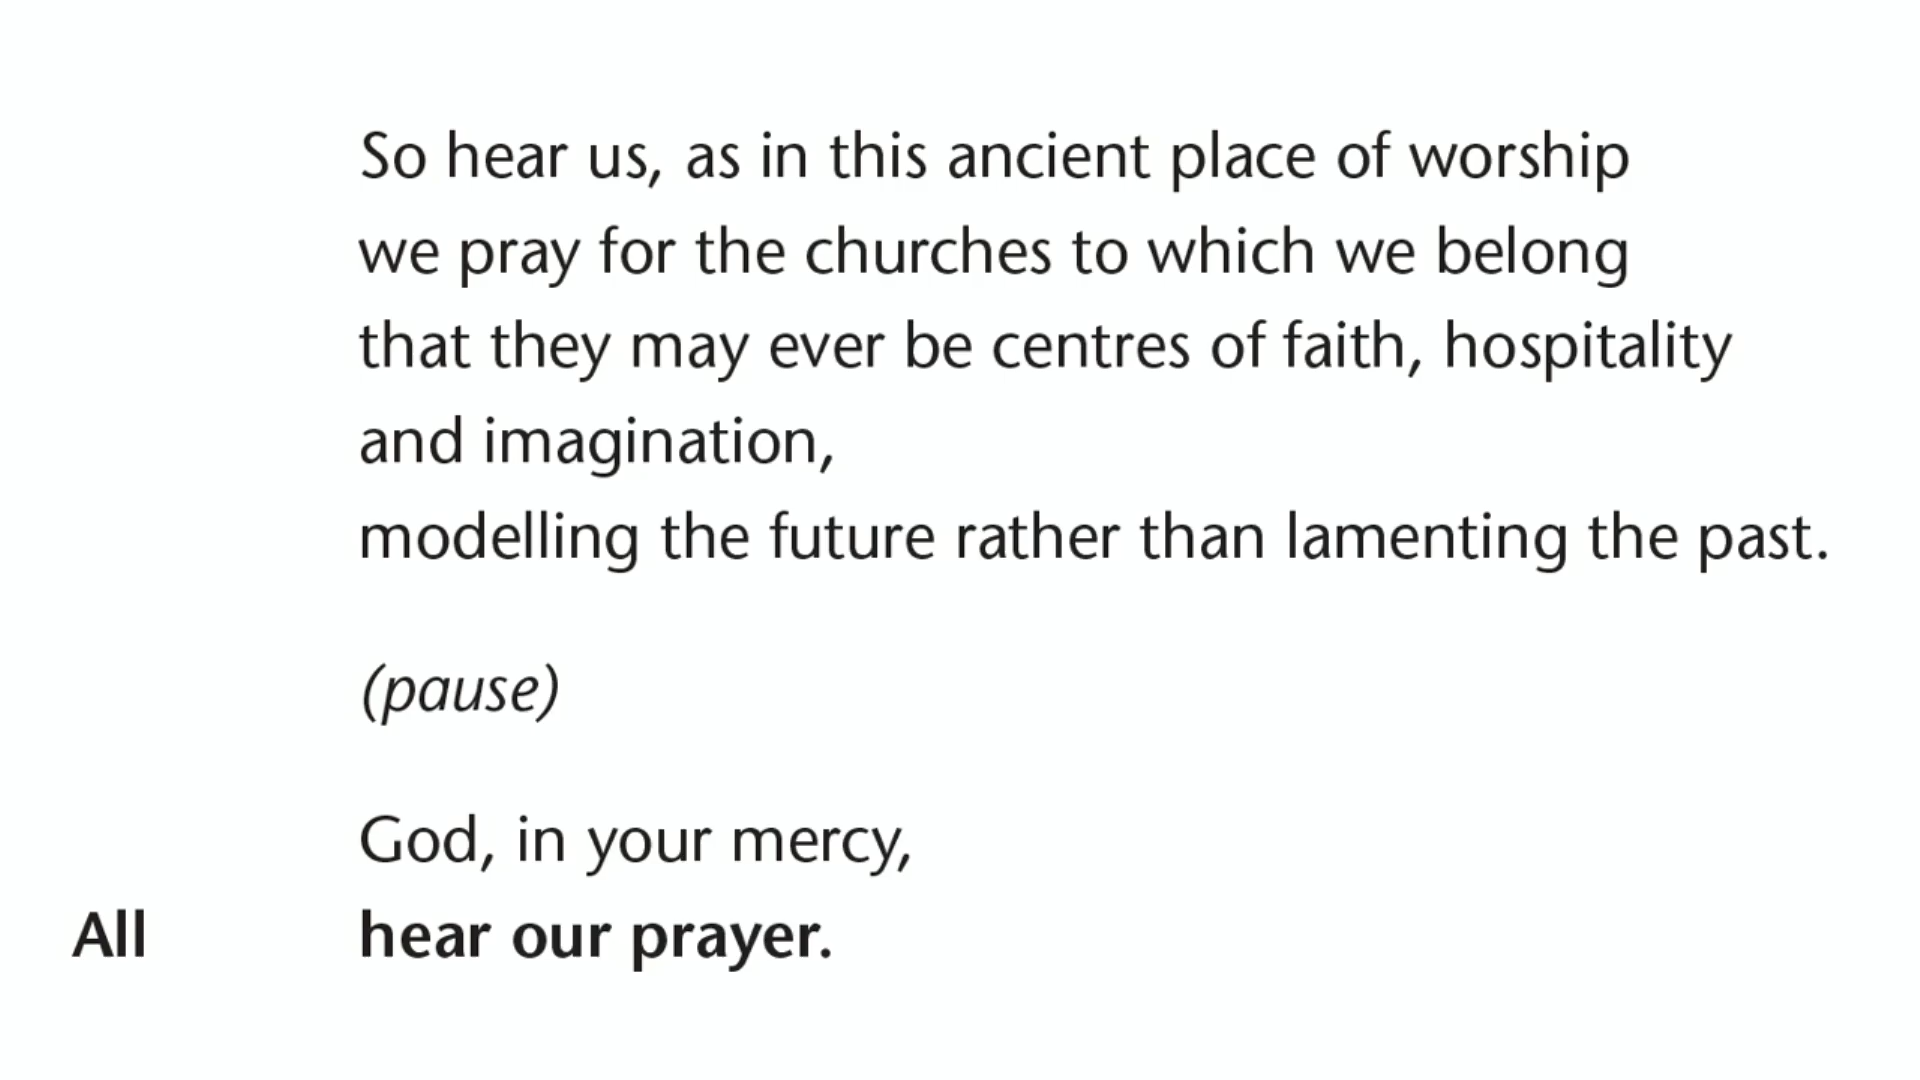 So hear us, as in this ancient place of worship
we pray for the churches to which we belong
that they may ever be centres of faith, hospitality
and imagination,
modelling the future rather than lamenting the past.
(pause)
God, in your mercy,
All hear our prayer.